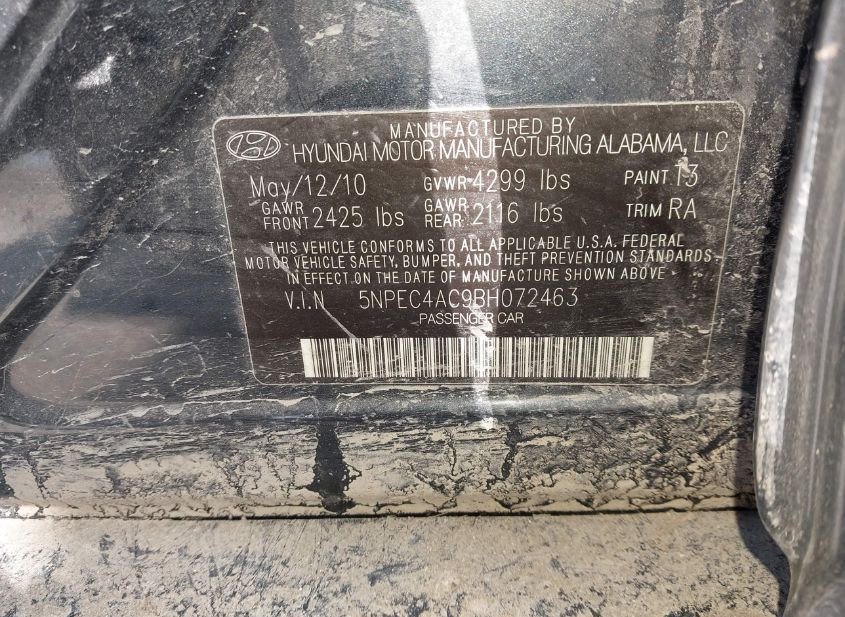 MANUFACTURED BY
HYUNDAI MOTOR MANUFACTURING ALABAMA, LLC
May/12/10 GVWR 4299 lbs PAINT 13
GAWR FRONT 2425 lbs GAWR REAR 2116 lbs TRIM RA
THIS VEHICLE CONFORMS TO ALL APPLICABLE U.S.A. FEDERAL
MOTOR VEHICLE SAFETY, BUMPER, AND THEFT PREVENTION STANDARDS
IN EFFECT ON THE DATE OF MANUFACTURE SHOWN ABOVE
V.I.N 5NPEC4AC9BH072463
PASSENGER CAR